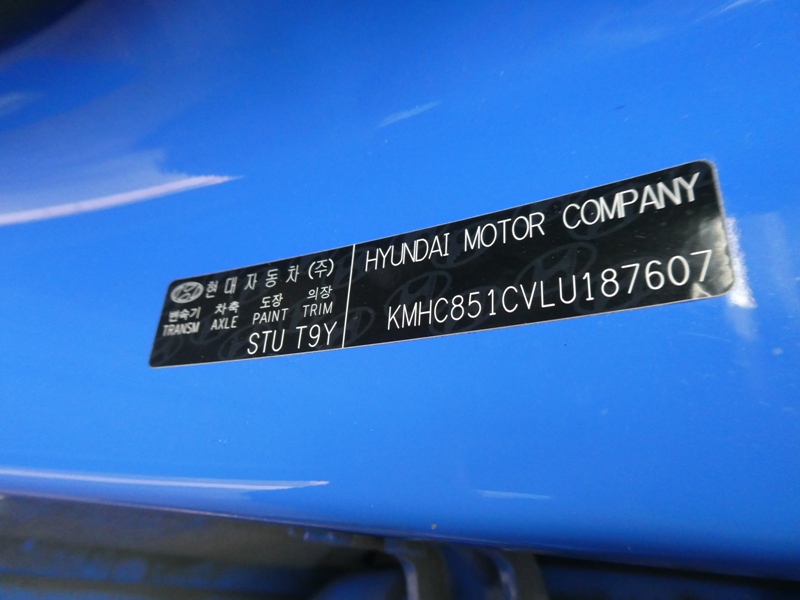 현대자동차(주)
변속기 차축 도장 의장
TRANSM AXLE PAINT TRIM
STU T9Y
HYUNDAI MOTOR COMPANY
KMHC851CVLU187607